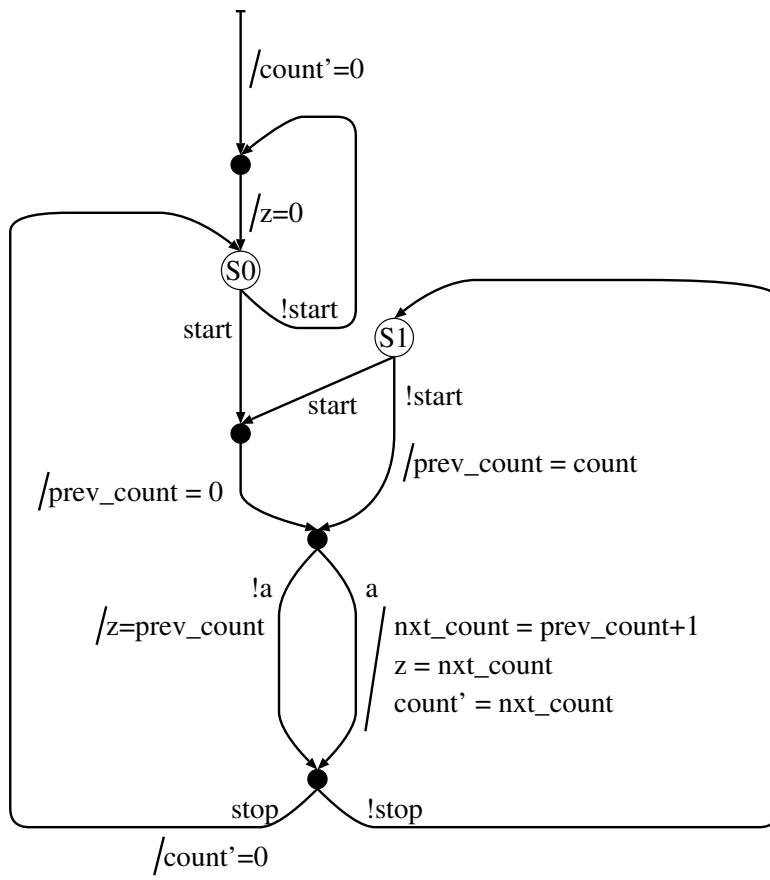 /count’=0
/z=0
S0
!start
start
S1
start
!start
/prev_count = count
/prev_count = 0
!a
a
/z=prev_count
/ nxt_count = prev_count+1
z = nxt_count
count’ = nxt_count
stop
!stop
/count’=0